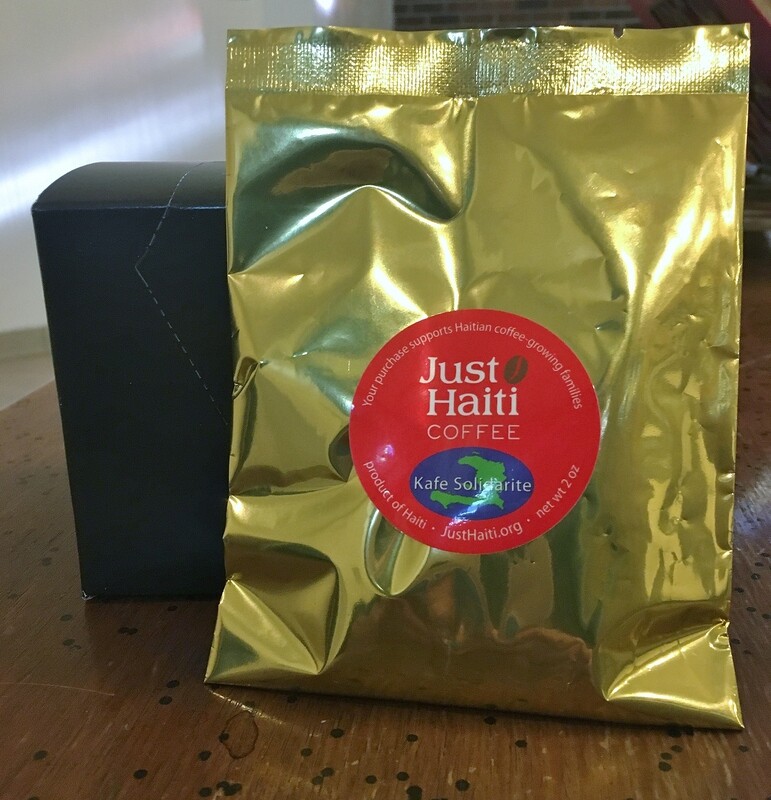 Your purchase supports Haitian coffee-growing families
Just
Haiti
COFFEE
Kafe Solidarite
product of Haiti • JustHaiti.org • net wt 2 oz